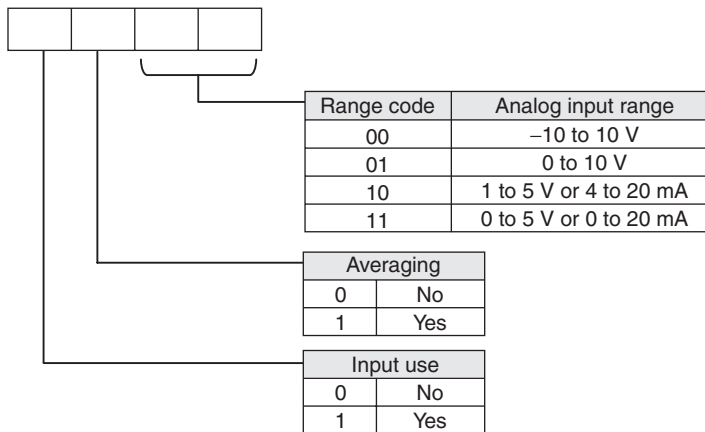 Range code Analog input range
00 –10 to 10 V
01 0 to 10 V
10 1 to 5 V or 4 to 20 mA
11 0 to 5 V or 0 to 20 mA
Averaging
0 No
1 Yes
Input use
0 No
1 Yes